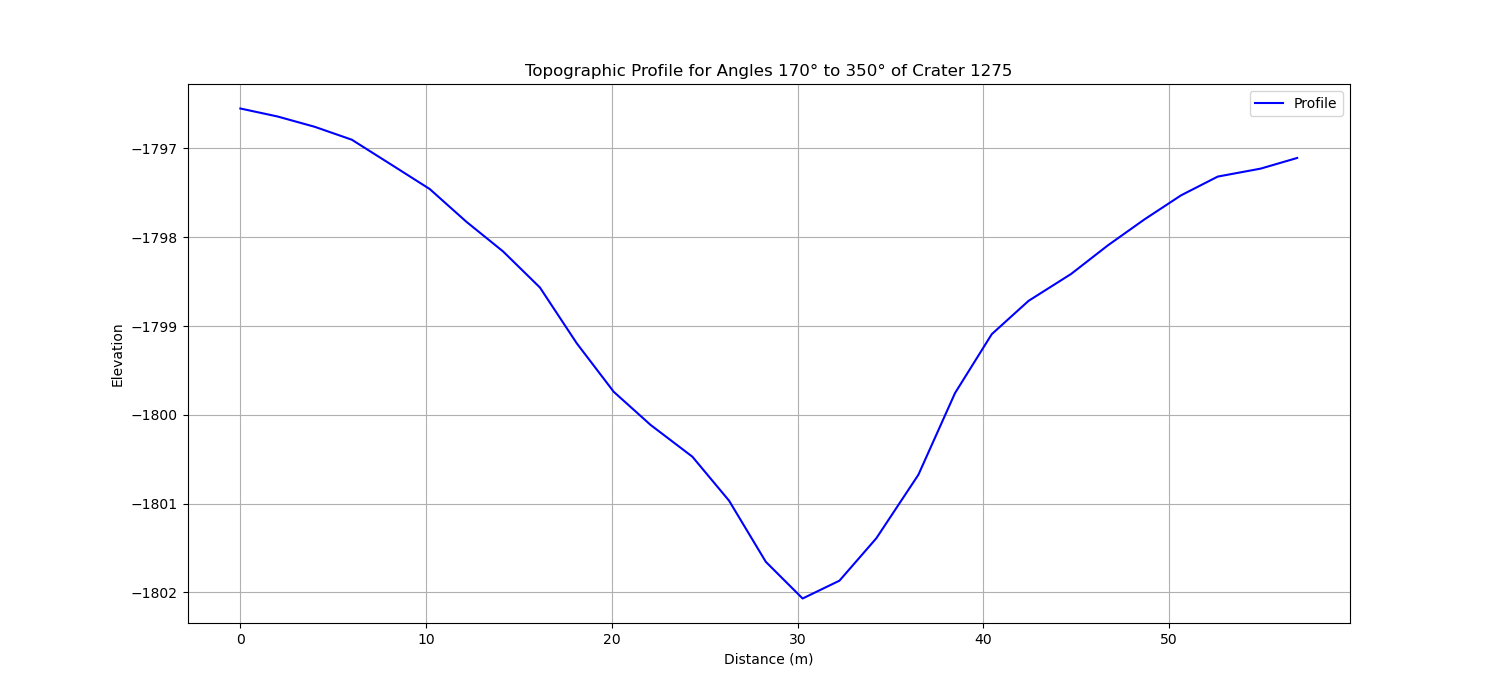 Topographic Profile for Angles 170° to 350° of Crater 1275
Profile
−1797
−1798
−1799
−1800
−1801
−1802
Elevation
0 10 20 30 40 50
Distance (m)